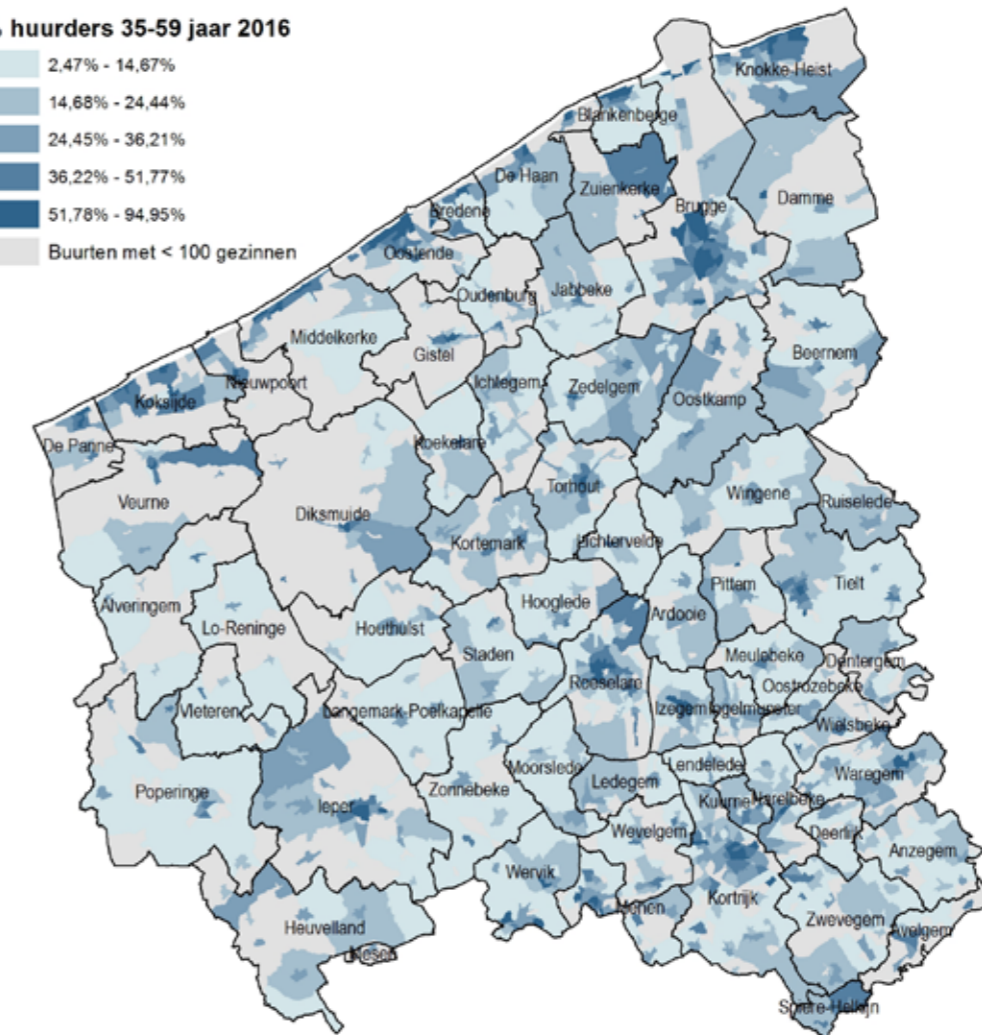 huurders 35-59 jaar 2016
2,47% - 14,67%
14,68% - 24,44%
24,45% - 36,21%
36,22% - 51,77%
51,78% - 94,95%
Buurten met < 100 gezinnen
Knokke-Heist
Blankenberge
De Haan
Zuienkerke
Damme
Bredene
Brugge
Oostende
Oudenburg
Jabbeke
Middelkerke
Gistel
Beernem
Nieuwpoort
Ichtegem
Zedelgem
Koksijde
Oostkamp
De Panne
Koekelare
Veurne
Torhout
Wingene
Ruiselede
Diksmuide
Kortemark
Lichtervelde
Pittem
Tielt
Alveringem
Hooglede
Ardooie
Lo-Reninge
Houthulst
Staden
Meulebeke
Dentergem
Roeselare
Oostrozebeke
Vleteren
Langemark-Poelkapelle
Izegem
Ingelmunster
Wielsbeke
Moorslede
Lendelede
Waregem
Poperinge
Zonnebeke
Ledegem
Ieper
Kuurne
Harelbeke
Wevelgem
Deerlijk
Anzegem
Wervik
Menen
Kortrijk
Heuvelland
Zwevegem
Avelgem
Mesen
Spiere-Helkijn